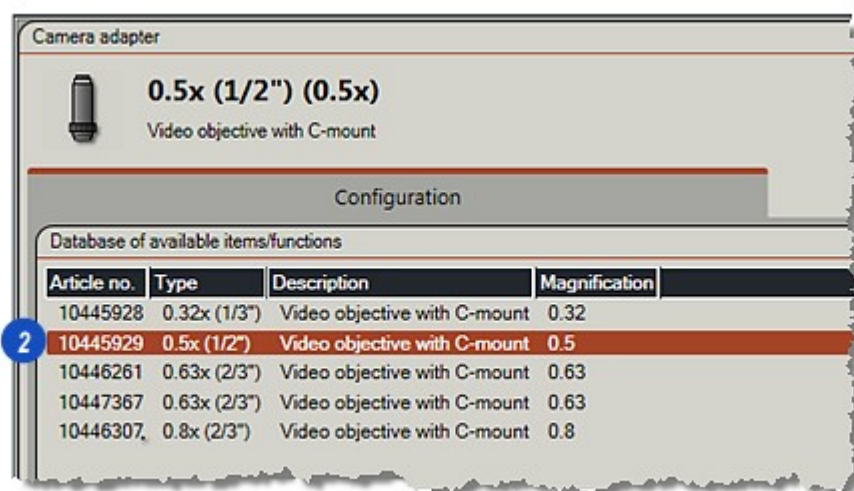 Camera adapter
0.5x (1/2") (0.5x)
Video objective with C-mount
Configuration
Database of available items/functions
Article no. Type Description Magnification
10445928 0.32x (1/3") Video objective with C-mount 0.32
2 10445929 0.5x (1/2") Video objective with C-mount 0.5
10446261 0.63x (2/3") Video objective with C-mount 0.63
10447367 0.63x (2/3") Video objective with C-mount 0.63
10446307, 0.8x (2/3") Video objective with C-mount 0.8